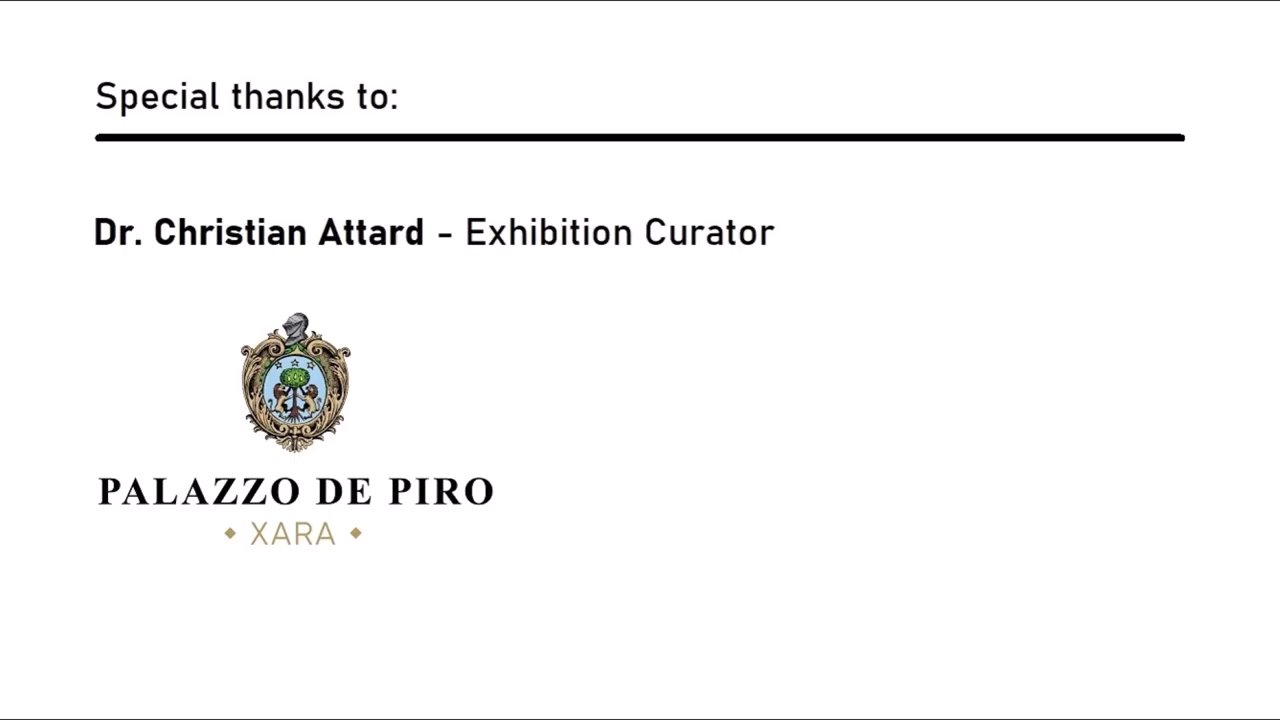 Special thanks to:
Dr. Christian Attard - Exhibition Curator
PALAZZO DE PIRO
XARA